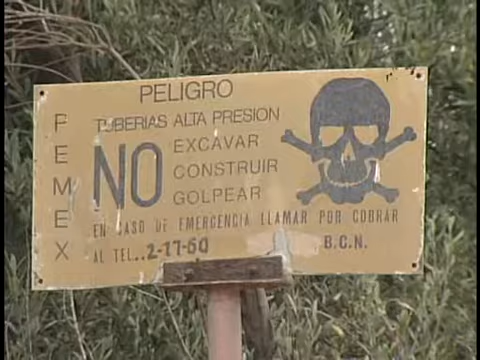 PELIGRO
TUBERIAS ALTA PRESION
PEMEX
NO
EXCAVAR
CONSTRUIR
GOLPEAR
EN CASO DE EMERGENCIA LLAMAR POR COBRAR
AL TEL.. 2-17-60 B.C.N.